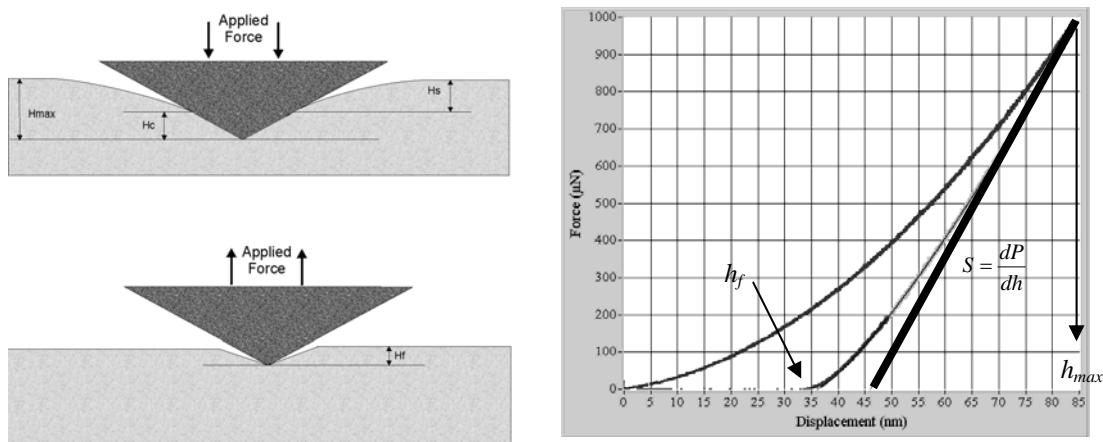 Applied
Force
Hmax
Hc
Hs
Applied
Force
Hf
1000
900
800
700
600
500
400
300
200
100
0
Force (µN)
0 5 10 15 20 25 30 35 40 45 50 55 60 65 70 75 80 85
Displacement (nm)
h_f
S = dP/dh
h_max